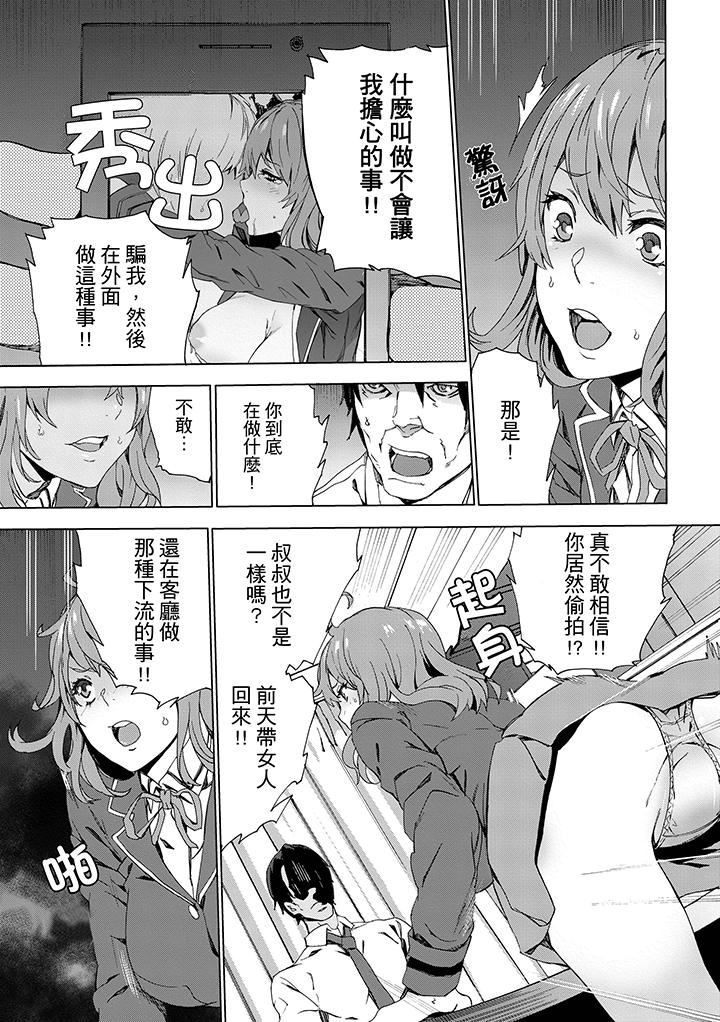 驚訝
那是！
什麼叫做不會讓
我擔心的事!!
秀出
騙我，然後
在外面
做這種事!!
你到底
在做什麼！
不敢…
真不敢相信!!
你居然偷拍!?
起身
叔叔也不是
一樣嗎？
前天帶女人
回來!!
還在客廳做
那種下流的事!!
啪